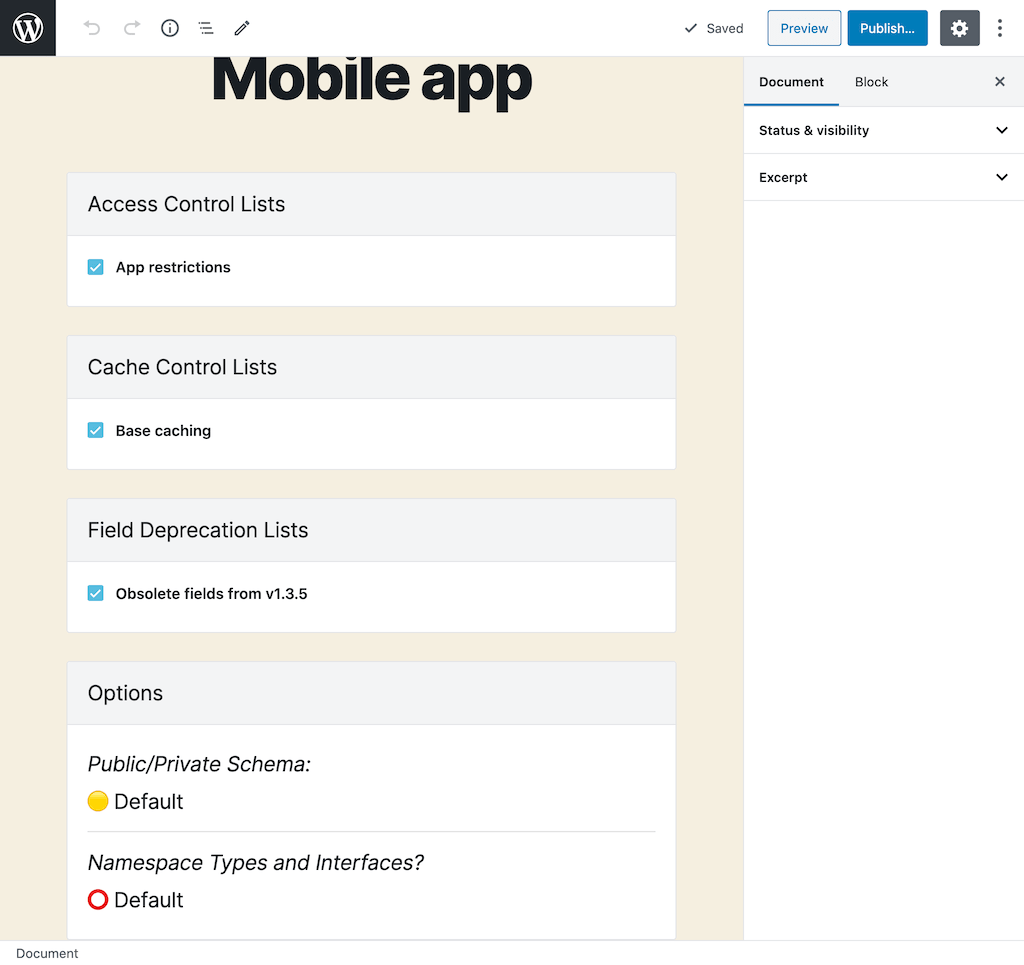 Saved
Preview
Publish...
Mobile app
Document
Block
Status & visibility
Excerpt
Access Control Lists
App restrictions
Cache Control Lists
Base caching
Field Deprecation Lists
Obsolete fields from v1.3.5
Options
Public/Private Schema:
Default
Namespace Types and Interfaces?
Default
Document